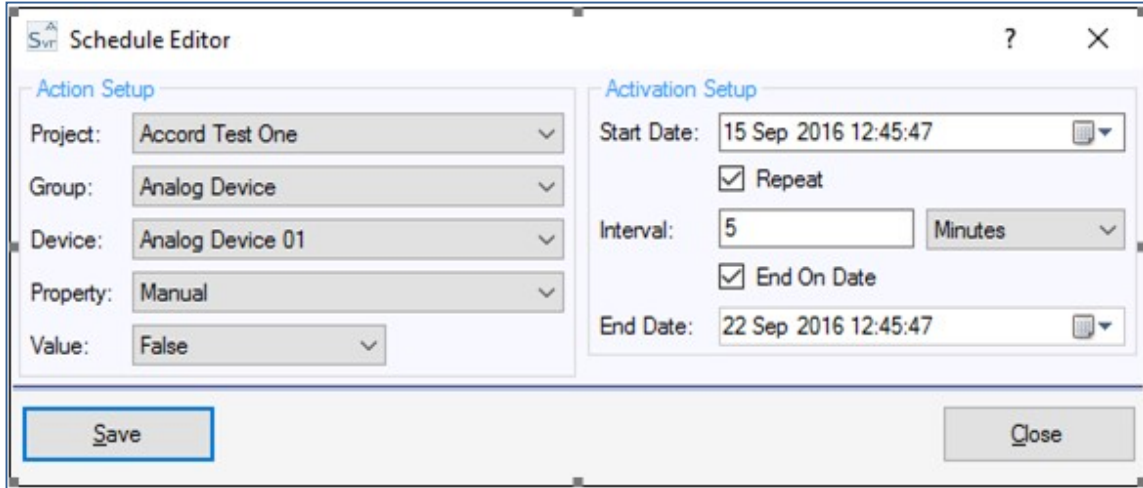 Svr A Schedule Editor ?
Action Setup
Project: Accord Test One
Group: Analog Device
Device: Analog Device 01
Property: Manual
Value: False
Activation Setup
Start Date: 15 Sep 2016 12:45:47
Repeat
Interval: 5 Minutes
End On Date
End Date: 22 Sep 2016 12:45:47
Save
Close